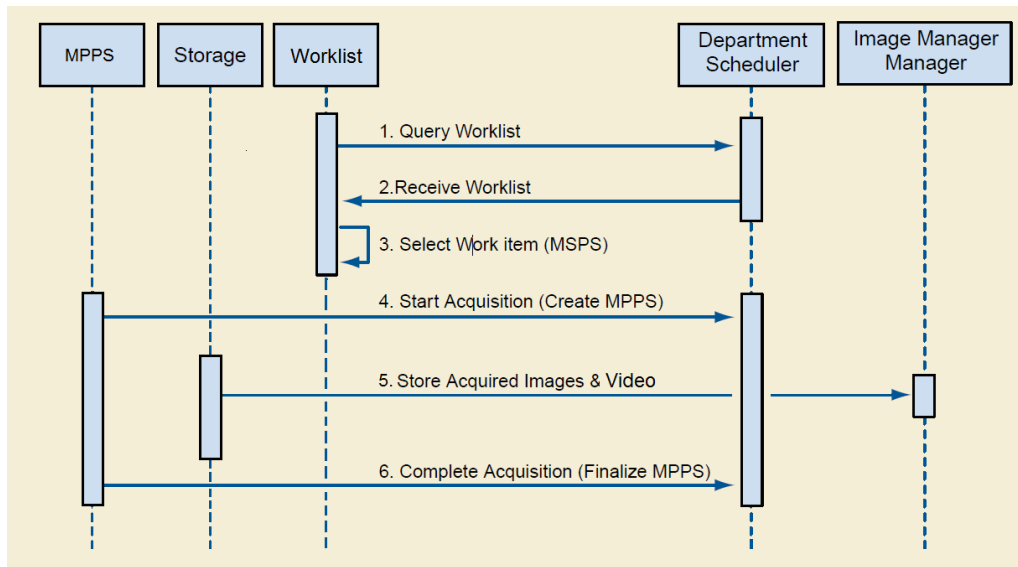 MPPS
Storage
Worklist
Department
Scheduler
Image Manager
Manager
1. Query Worklist
2.Receive Worklist
3. Select Work item (MSPS)
4. Start Acquisition (Create MPPS)
5. Store Acquired Images & Video
6. Complete Acquisition (Finalize MPPS)